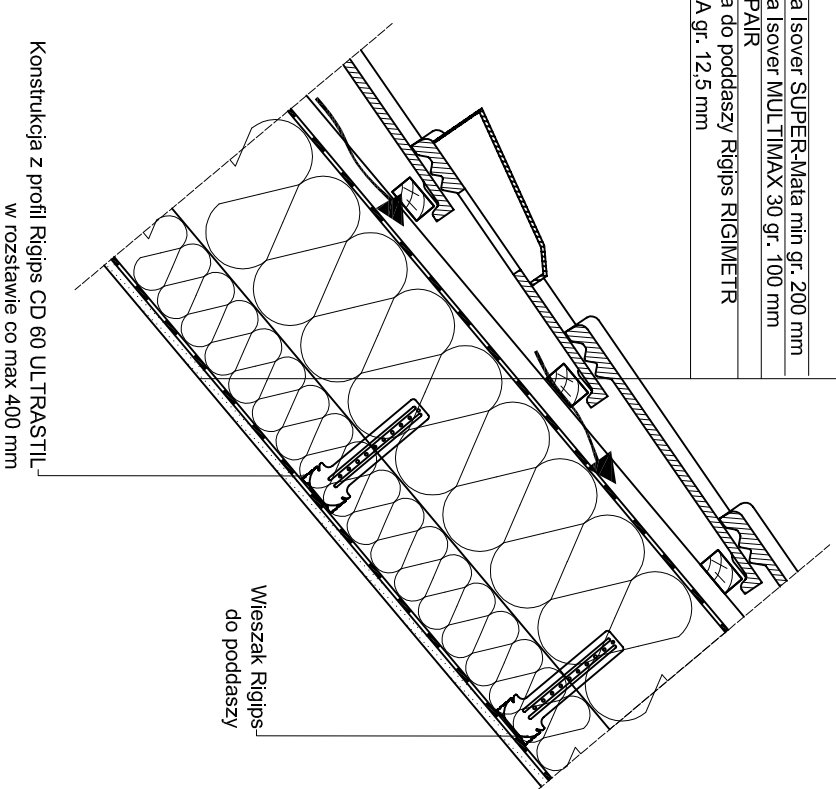 a Isover SUPER-Mata min gr. 200 mm
a Isover MULTIMAX 30 gr. 100 mm
PAIR
a do poddaszy Rigips RIGIMETR
A gr. 12,5 mm
Wieszak Rigips
do poddaszy
Konstrukcja z profil Rigips CD 60 ULTRASTIL
w rozstawie co max 400 mm